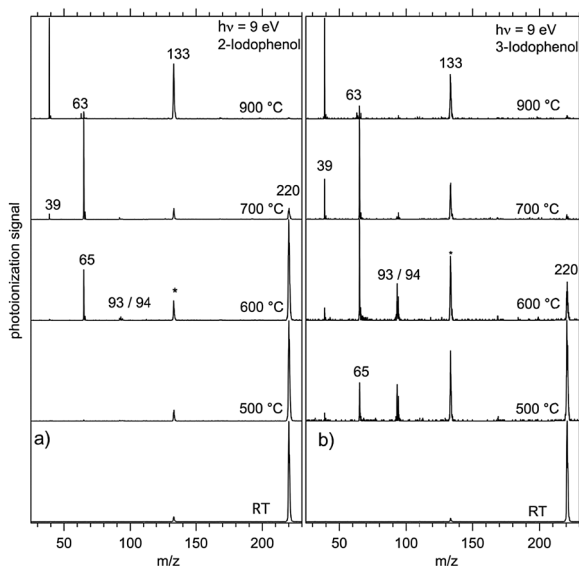 photoionization signal
hν = 9 eV
2-Iodophenol
133
63
900 °C
220
39
700 °C
65
93 / 94
*
600 °C
500 °C
a)
RT
50
100
150
200
m/z
hν = 9 eV
3-Iodophenol
133
63
900 °C
39
700 °C
93 / 94
*
220
600 °C
65
500 °C
b)
RT
50
100
150
200
m/z